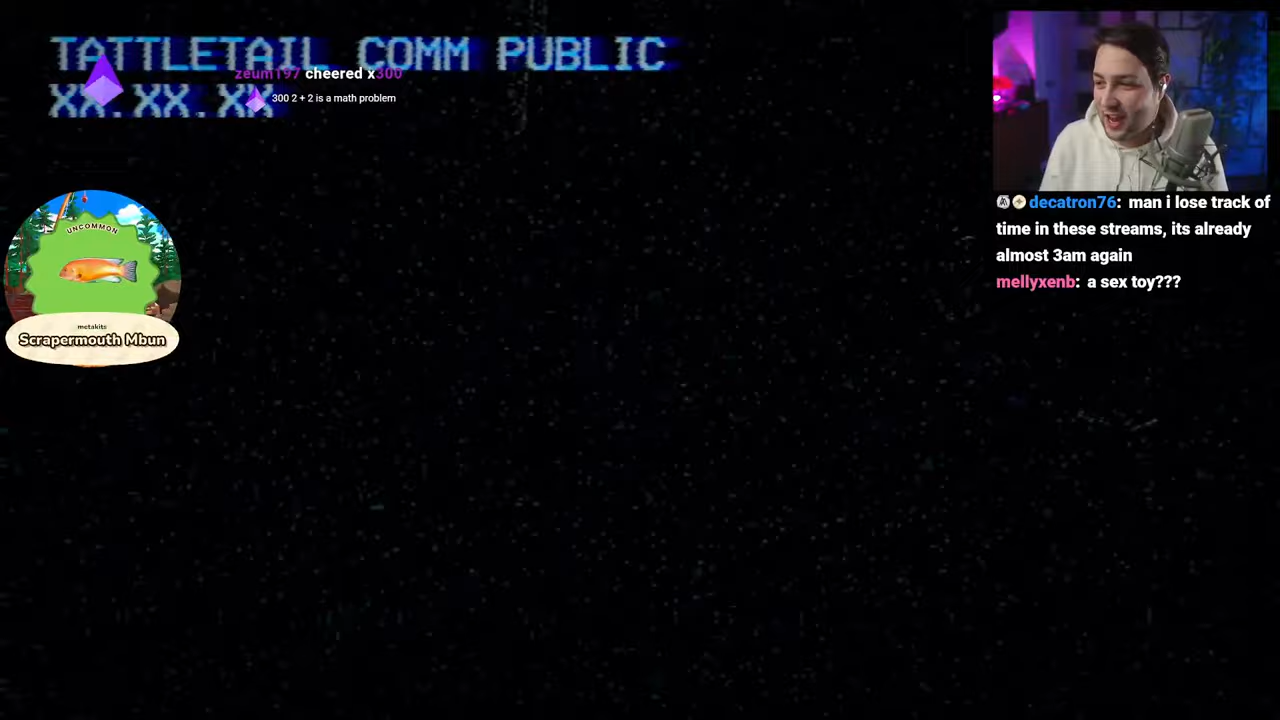 TATTLETAIL COMM PUBLIC
zeum197 cheered x300
XX.XX.XX
300 2 + 2 is a math problem
UNCOMMON
metakits
Scrapermouth Mbun
decatron76: man i lose track of
time in these streams, its already
almost 3am again
mellyxenb: a sex toy???